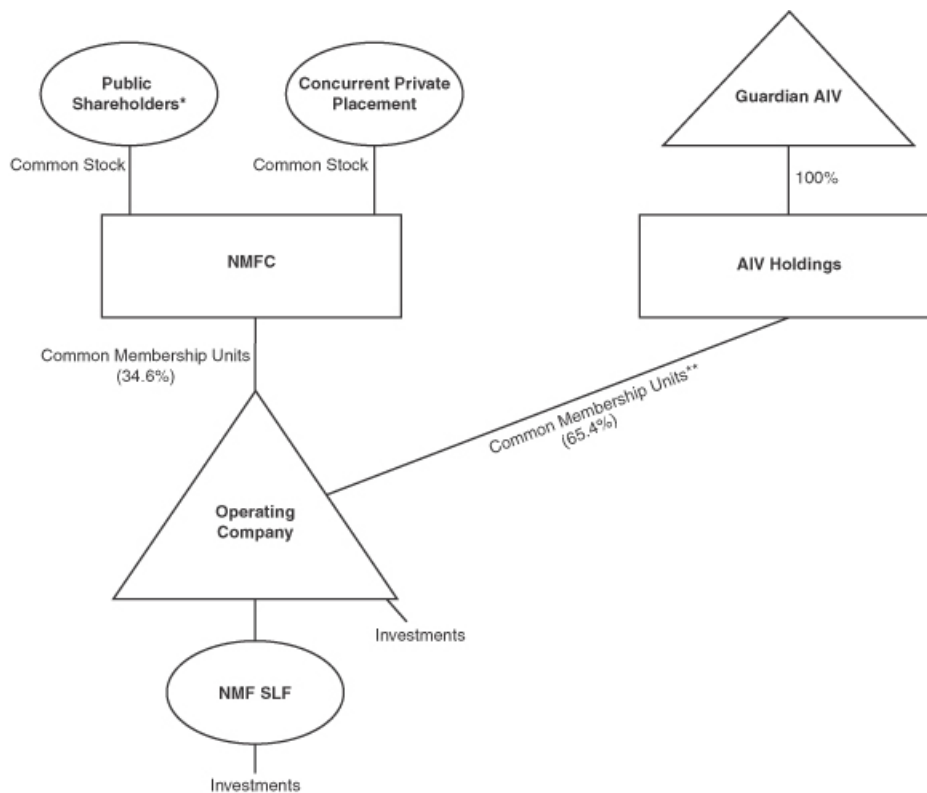 Public
Shareholders*
Concurrent Private
Placement
Guardian AIV
Common Stock
Common Stock
100%
NMFC
AIV Holdings
Common Membership Units
(34.6%)
Common Membership Units**
(65.4%)
Operating
Company
Investments
NMF SLF
Investments